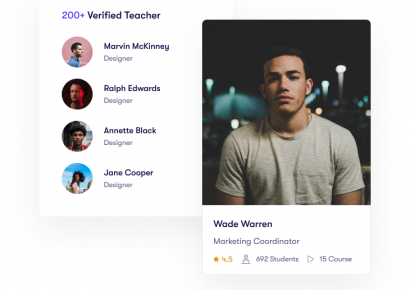 200+ Verified Teacher
Marvin McKinney
Designer
Ralph Edwards
Designer
Annette Black
Designer
Jane Cooper
Designer
Wade Warren
Marketing Coordinator
4.5 692 Students 15 Course